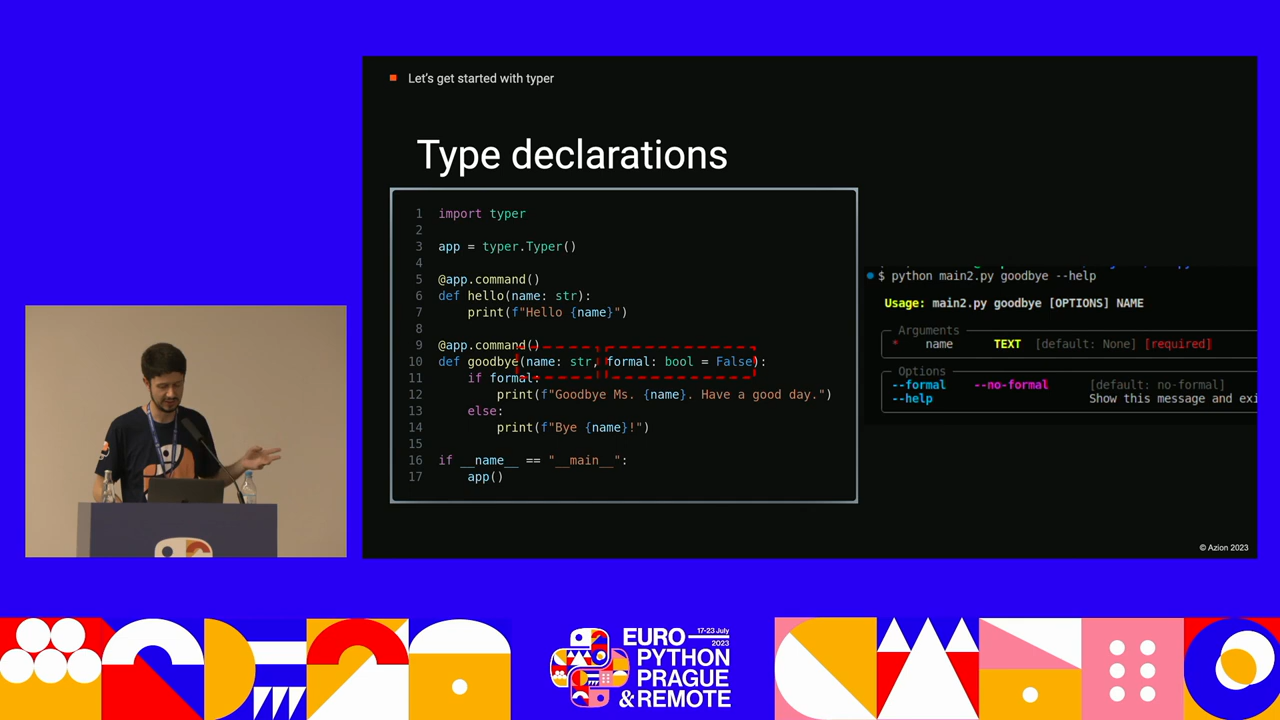 Let's get started with typer
Type declarations
1 import typer
2
3 app = typer.Typer()
4
5 @app.command()
6 def hello(name: str):
7 print(f"Hello {name}")
8
9 @app.command()
10 def goodbye(name: str, formal: bool = False):
11 if formal:
12 print(f"Goodbye Ms. {name}. Have a good day.")
13 else:
14 print(f"Bye {name}!")
15
16 if __name__ == "__main__":
17 app()
$ python main2.py goodbye --help
Usage: main2.py goodbye [OPTIONS] NAME
Arguments
* name TEXT [default: None] [required]
Options
--formal --no-formal [default: no-formal]
--help Show this message and exi
© Azion 2023
EURO 17-23 July 2023
PYTHON
PRAGUE
& REMOTE